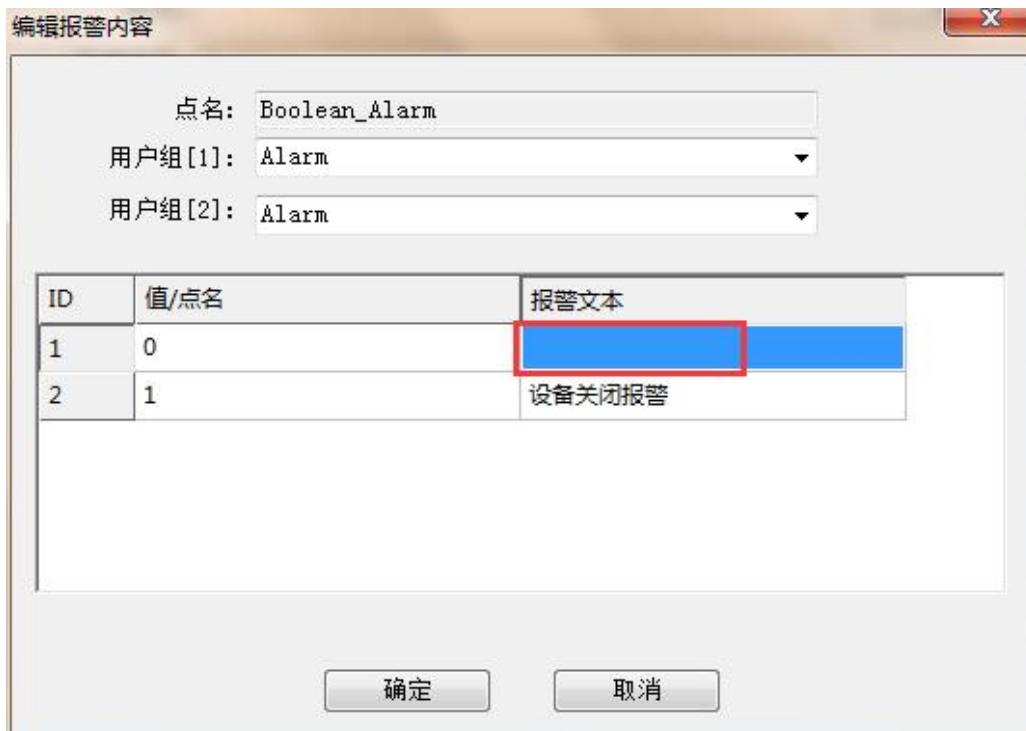 编辑报警内容
点名: Boolean_Alarm
用户组[1]: Alarm
用户组[2]: Alarm
ID 值/点名 报警文本
1 0
2 1 设备关闭报警
确定 取消